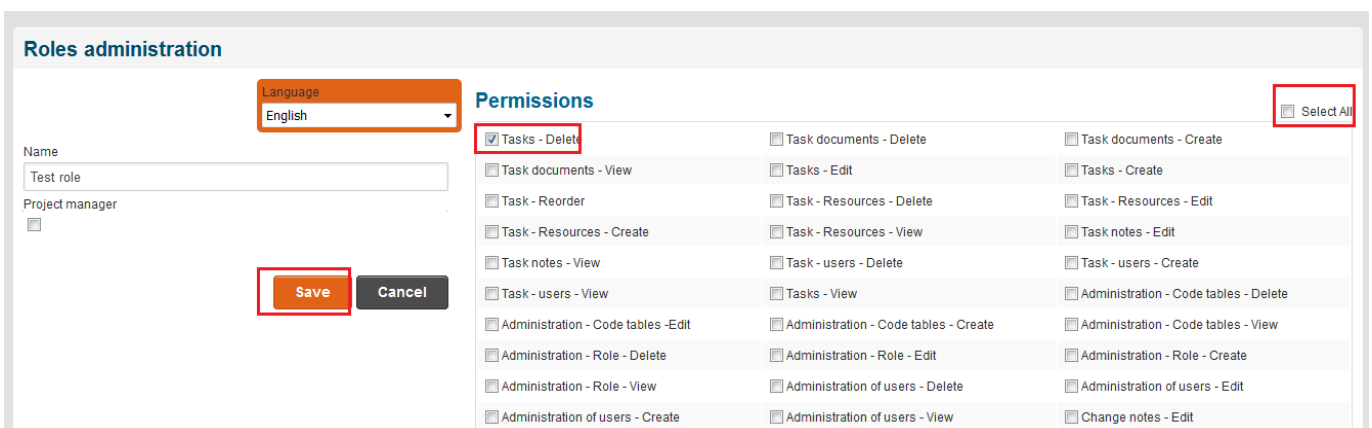 Roles administration
Language
English
Name
Test role
Project manager
Save Cancel
Permissions
Select All
Tasks - Delete Task documents - Delete Task documents - Create
Task documents - View Tasks - Edit Tasks - Create
Task - Reorder Task - Resources - Delete Task - Resources - Edit
Task - Resources - Create Task - Resources - View Task notes - Edit
Task notes - View Task - users - Delete Task - users - Create
Task - users - View Tasks - View Administration - Code tables - Delete
Administration - Code tables -Edit Administration - Code tables - Create Administration - Code tables - View
Administration - Role - Delete Administration - Role - Edit Administration - Role - Create
Administration - Role - View Administration of users - Delete Administration of users - Edit
Administration of users - Create Administration of users - View Change notes - Edit